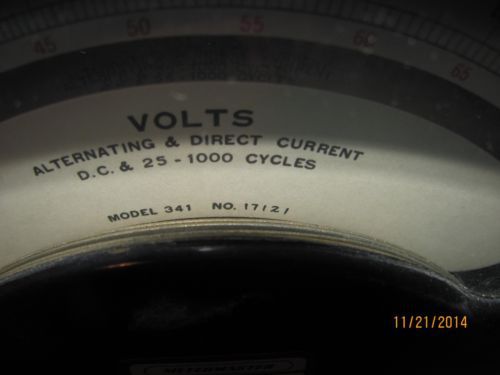 45 50 55 60 65
VOLTS
ALTERNATING & DIRECT CURRENT
D.C. & 25 - 1000 CYCLES
MODEL 341 NO. 17121
11/21/2014